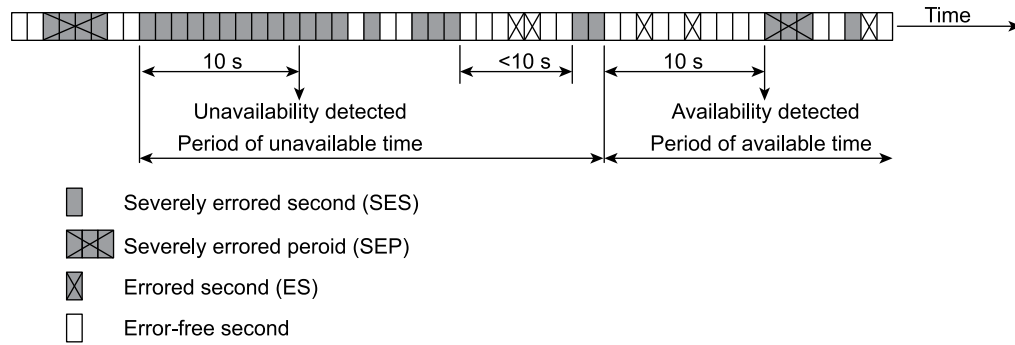 Time
10 s
<10 s
10 s
Unavailability detected
Availability detected
Period of unavailable time
Period of available time
Severely errored second (SES)
Severely errored peroid (SEP)
Errored second (ES)
Error-free second